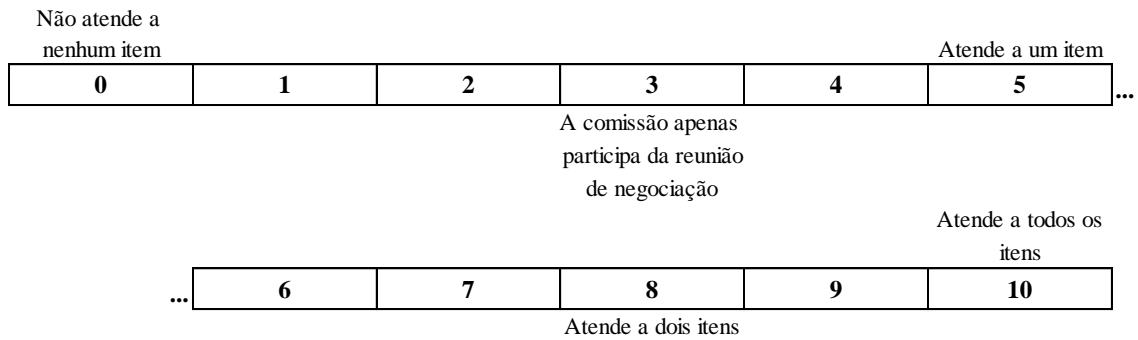 Não atende a
nenhum item
Atende a um item
0 1 2 3 4 5 ...
A comissão apenas
participa da reunião
de negociação
Atende a todos os
itens
... 6 7 8 9 10
Atende a dois itens